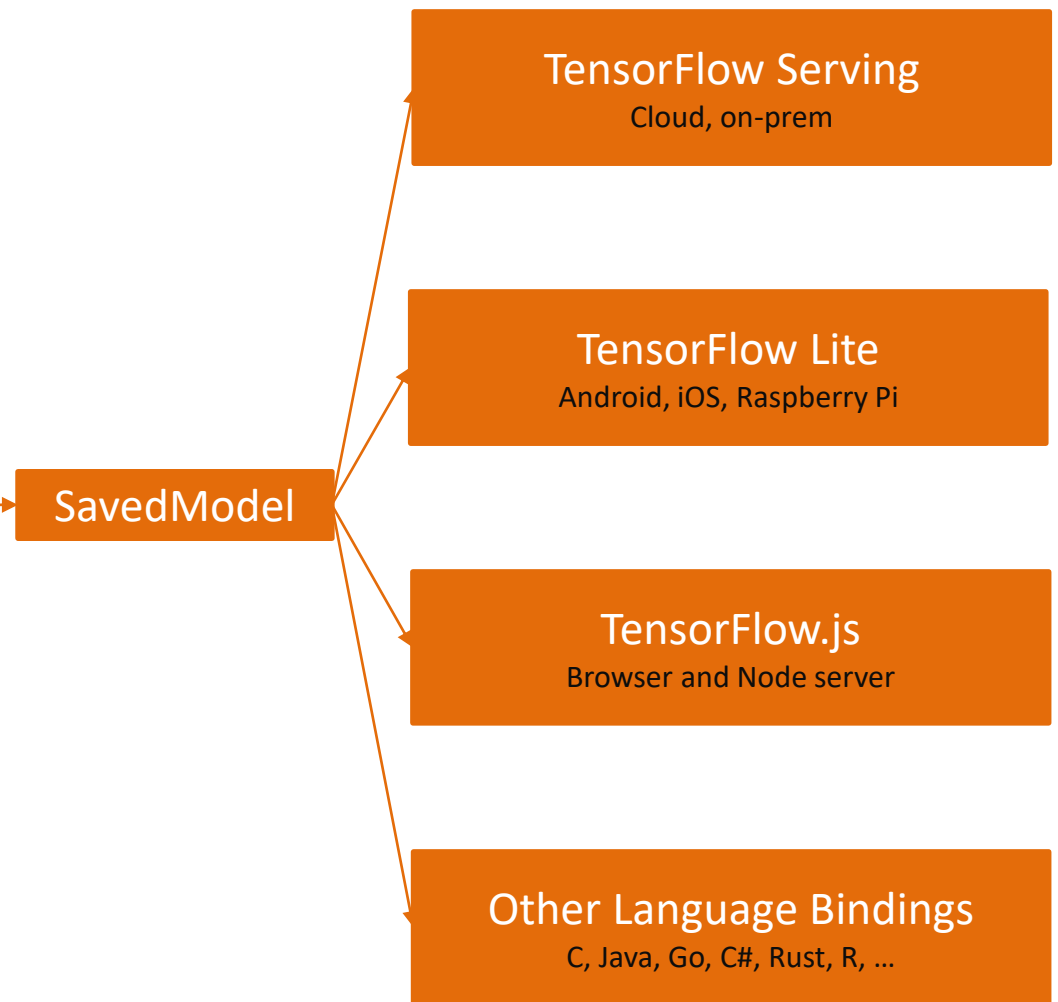 TensorFlow Serving
Cloud, on-prem
TensorFlow Lite
Android, iOS, Raspberry Pi
SavedModel
TensorFlow.js
Browser and Node server
Other Language Bindings
C, Java, Go, C#, Rust, R, …